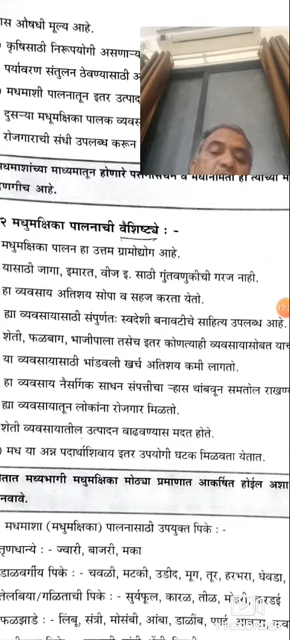 स औषधी मूल्य आहे.
कृषिसाठी निरूपयोगी असणाऱ्य
पर्यावरण संतुलन ठेवण्यासाठी अ
मधमाशी पालनातून इतर उत्पाद
दुसऱ्या मधूमक्षिका पालक व्यवस
रोजगाराची संधी उपलब्ध करून
धमाशांच्या माध्यमातून होणारे
णगीच आहे.
२ मधुमक्षिका पालनाची वैशिष्ट्ये : -
मधुमक्षिका पालन हा उत्तम ग्रामोद्योग आहे.
यासाठी जागा, इमारत, वीज इ. साठी गुंतवणुकीची गरज नाही.
हा व्यवसाय अतिशय सोपा व सहज करता येतो.
ह्या व्यवसायासाठी संपुर्णतः स्वदेशी बनावटीचे साहित्य उपलब्ध आहे.
शेती, फळबाग, भाजीपाला तसेच इतर कोणत्याही व्यवसायासोबत याच
या व्यवसायासाठी भांडवली खर्च अतिशय कमी लागतो.
हा व्यवसाय नैसर्गिक साधन संपत्तीचा ऱ्हास थांबवून समतोल राखण
ह्या व्यवसायातून लोकांना रोजगार मिळतो.
शेती व्यवसायातील उत्पादन वाढवण्यास मदत होते.
) मध या अन्न पदार्थाशिवाय इतर उपयोगी घटक मिळवता येतात.
तात मध्यभागी मधुमक्षिका मोठ्या प्रमाणात आकर्षित होईल अशा
नवावे.
मधमाशा (मधुमक्षिका) पालनासाठी उपयुक्त पिके : -
तृणधान्ये : - ज्वारी, बाजरी, मका
डाळवर्गीय पिके : - चवळी, मटकी, उडीद, मूग, तूर, हरभरा, घेवडा,
तेलबिया/गळिताची पिके : - सुर्यफूल, कारळ, तीळ, करडई
फळझाडे : - लिंबू, संत्री, मोसंबी, आंबा, डाळींब,